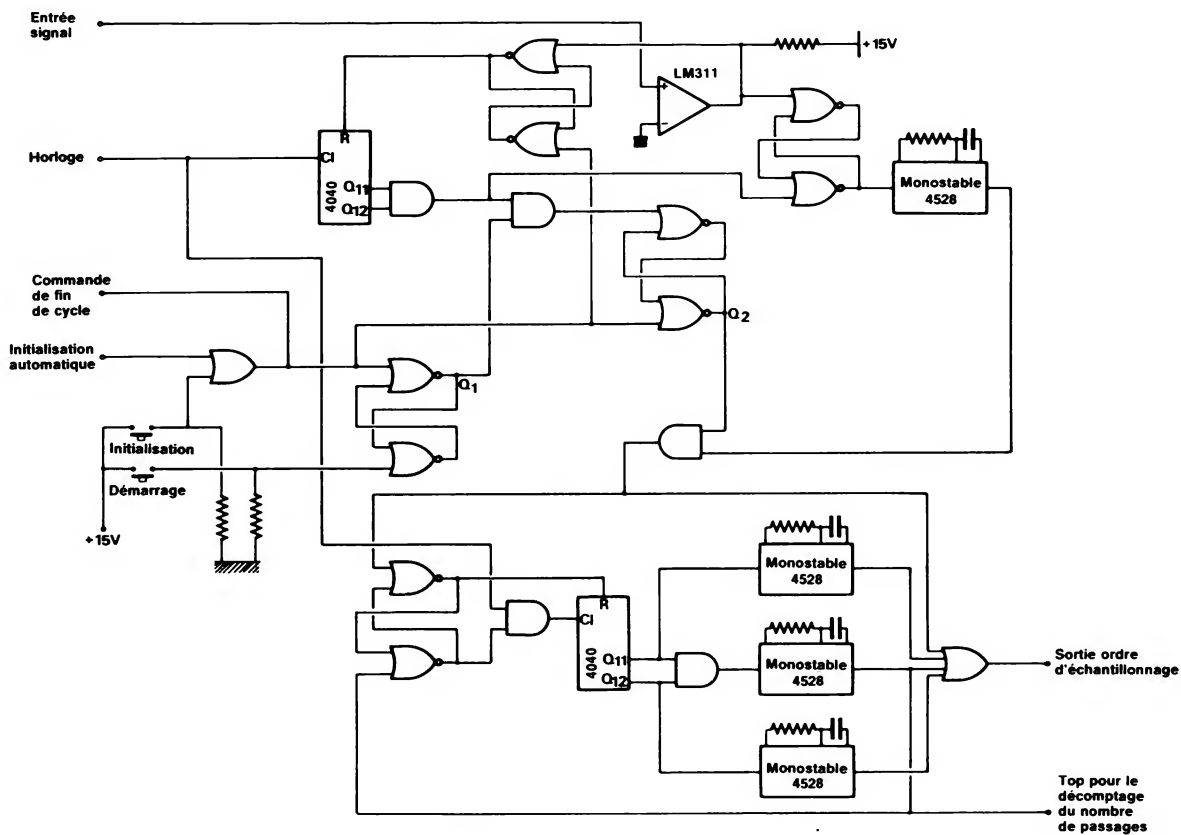 Entrée
signal
+15V
LM311
+
−
R
Horloge
CI
Q11
Q12
4040
Monostable
4528
Commande
de fin
de cycle
Q2
Initialisation
automatique
Q1
Initialisation
Démarrage
+15V
Monostable
4528
R
CI
Q11
Q12
4040
Monostable
4528
Sortie ordre
d'échantillonnage
Monostable
4528
Top pour le
décomptage
du nombre
de passages